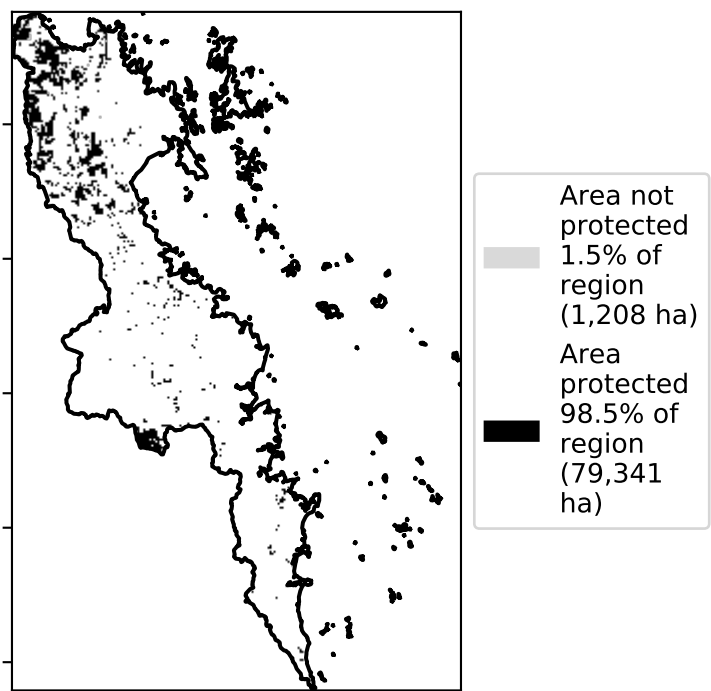 Area not
protected
1.5% of
region
(1,208 ha)
Area
protected
98.5% of
region
(79,341
ha)